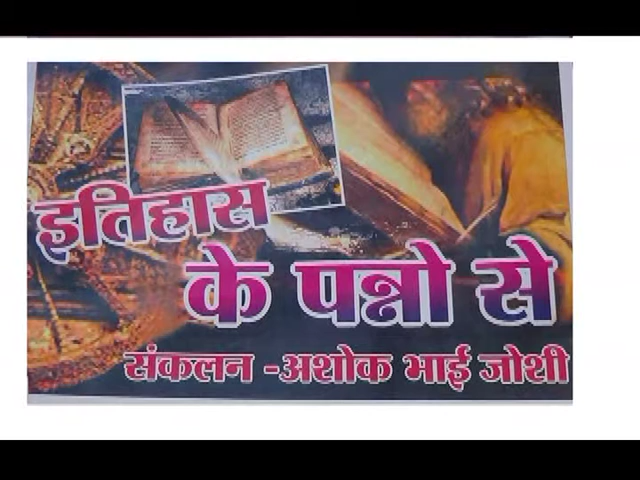 इतिहास
के पन्नो से
संकलन -अशोक भाई जोशी